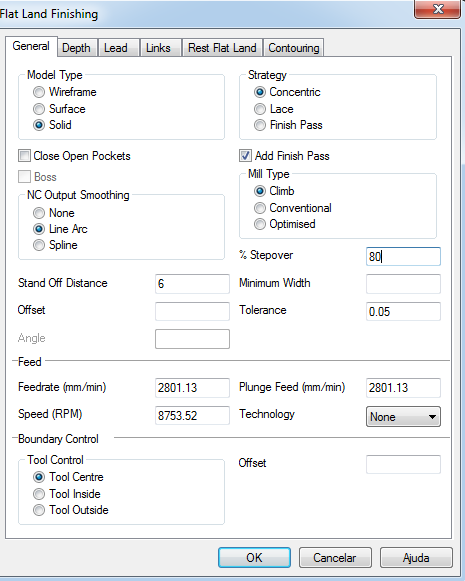 Flat Land Finishing
General Depth Lead Links Rest Flat Land Contouring
Model Type
Wireframe
Surface
Solid
Strategy
Concentric
Lace
Finish Pass
Close Open Pockets
Add Finish Pass
Boss
Mill Type
Climb
Conventional
Optimised
NC Output Smoothing
None
Line Arc
Spline
% Stepover 80
Stand Off Distance 6
Minimum Width
Offset
Tolerance 0.05
Angle
Feed
Feedrate (mm/min) 2801.13
Plunge Feed (mm/min) 2801.13
Speed (RPM) 8753.52
Technology None
Boundary Control
Tool Control
Tool Centre
Tool Inside
Tool Outside
Offset
OK Cancelar Ajuda